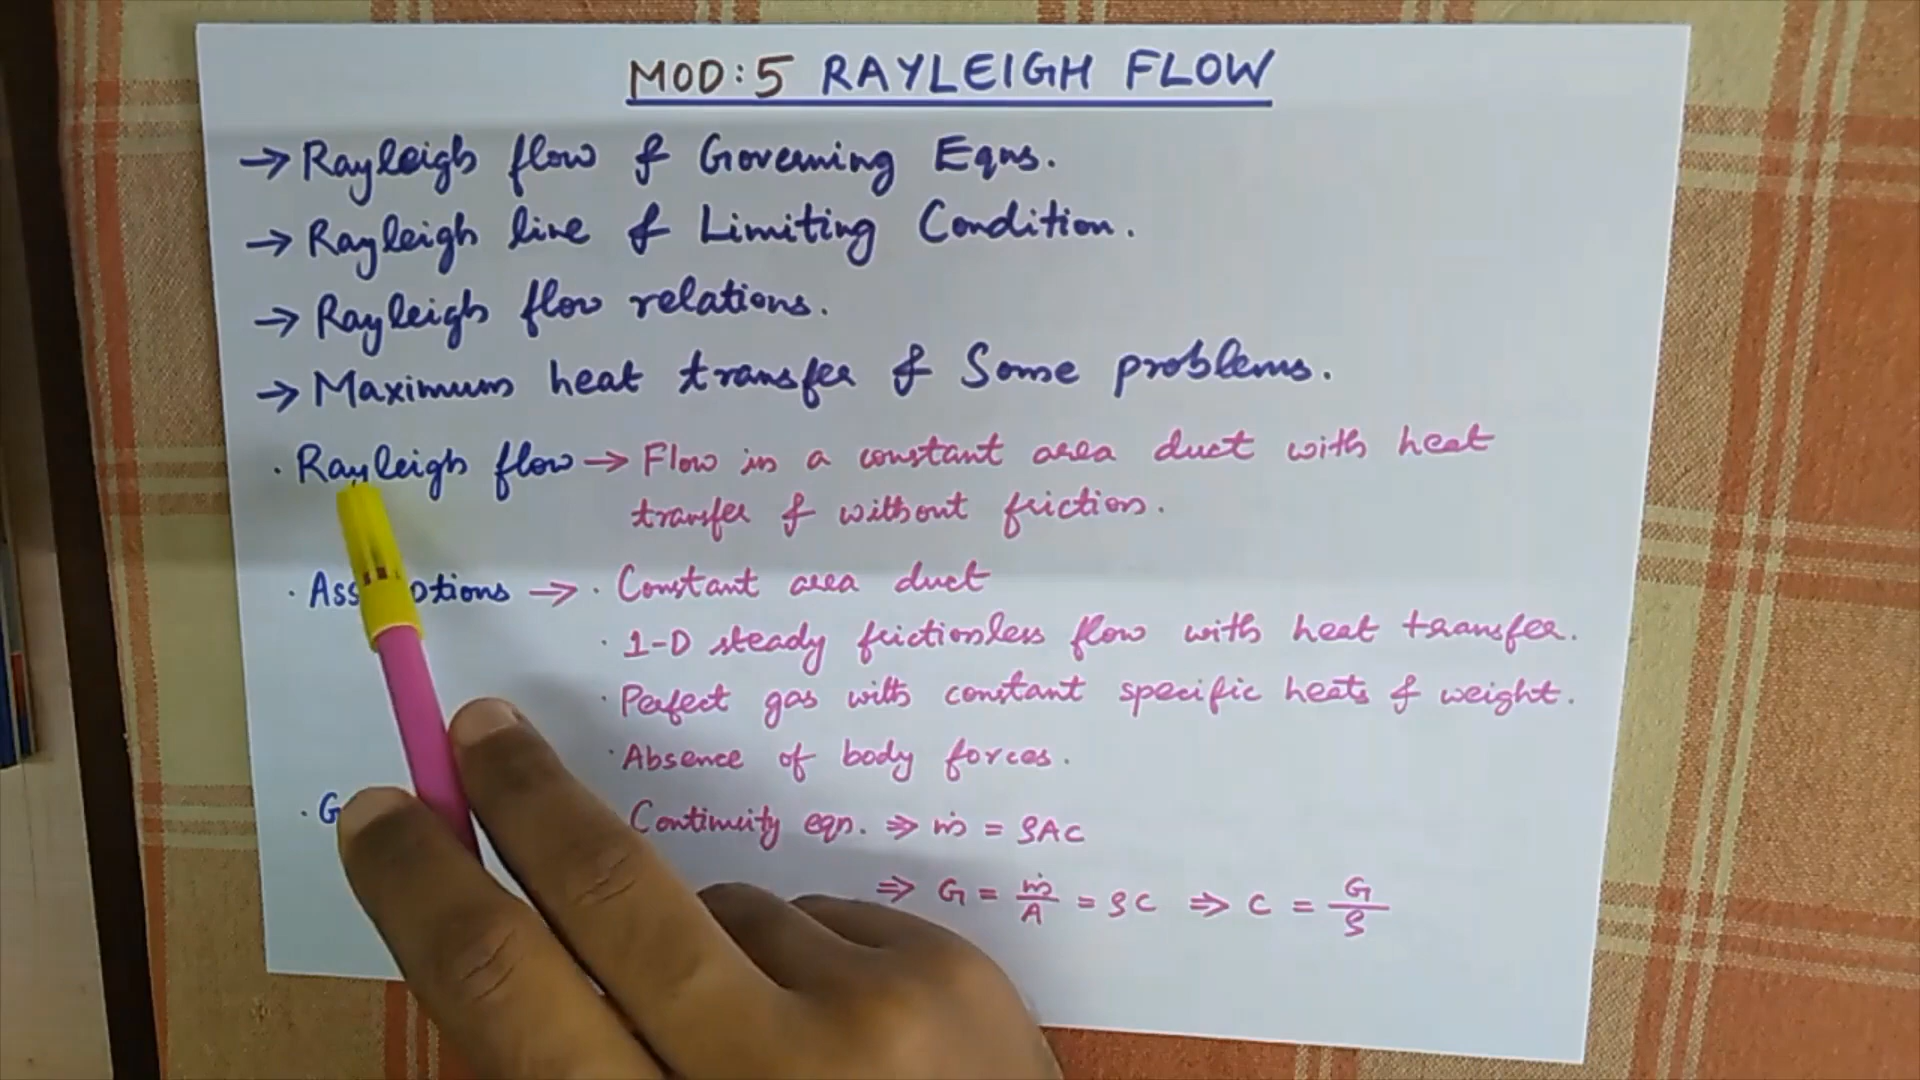 MOD:5 RAYLEIGH FLOW
→ Rayleigh flow & Governing Eqns.
→ Rayleigh line & Limiting Condition.
→ Rayleigh flow relations.
→ Maximum heat transfer & Some problems.
· Rayleigh flow → Flow in a constant area duct with heat
transfer & without friction.
· → · Constant area duct
· 1-D steady frictionless flow with heat transfer.
· Perfect gas with constant specific heats & weight.
· Absence of body forces.
· Continuity eqn. ⇒ ṁ = ρAC
⇒ G = ṁ/A = ρC ⇒ C = G/ρ